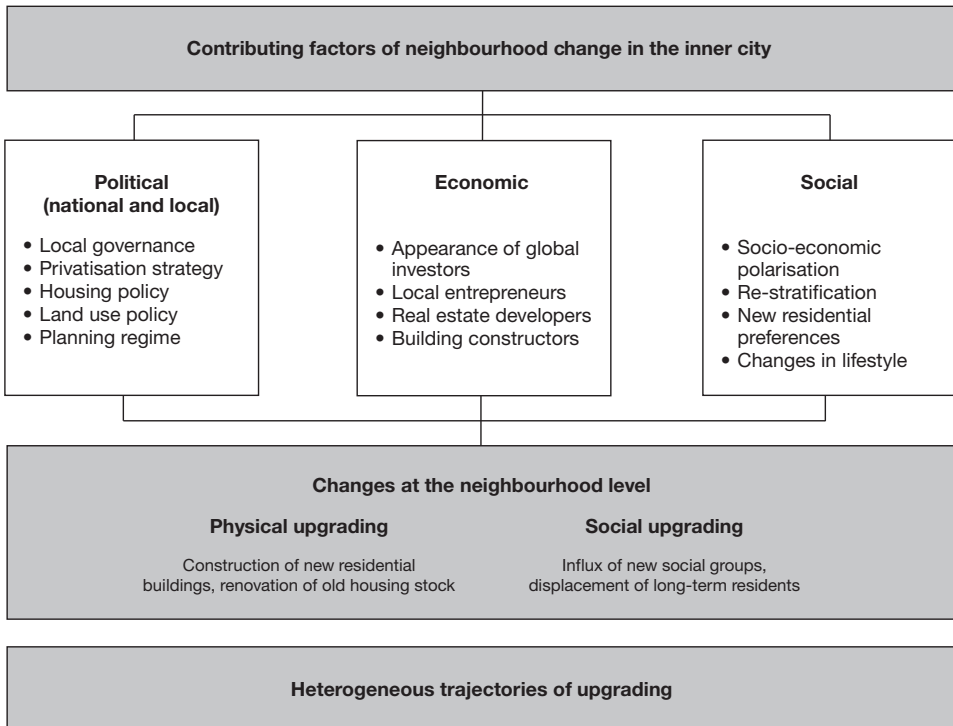 Contributing factors of neighbourhood change in the inner city
Political
(national and local)
• Local governance
• Privatisation strategy
• Housing policy
• Land use policy
• Planning regime
Economic
• Appearance of global
investors
• Local entrepreneurs
• Real estate developers
• Building constructors
Social
• Socio-economic
polarisation
• Re-stratification
• New residential
preferences
• Changes in lifestyle
Changes at the neighbourhood level
Physical upgrading
Construction of new residential
buildings, renovation of old housing stock
Social upgrading
Influx of new social groups,
displacement of long-term residents
Heterogeneous trajectories of upgrading